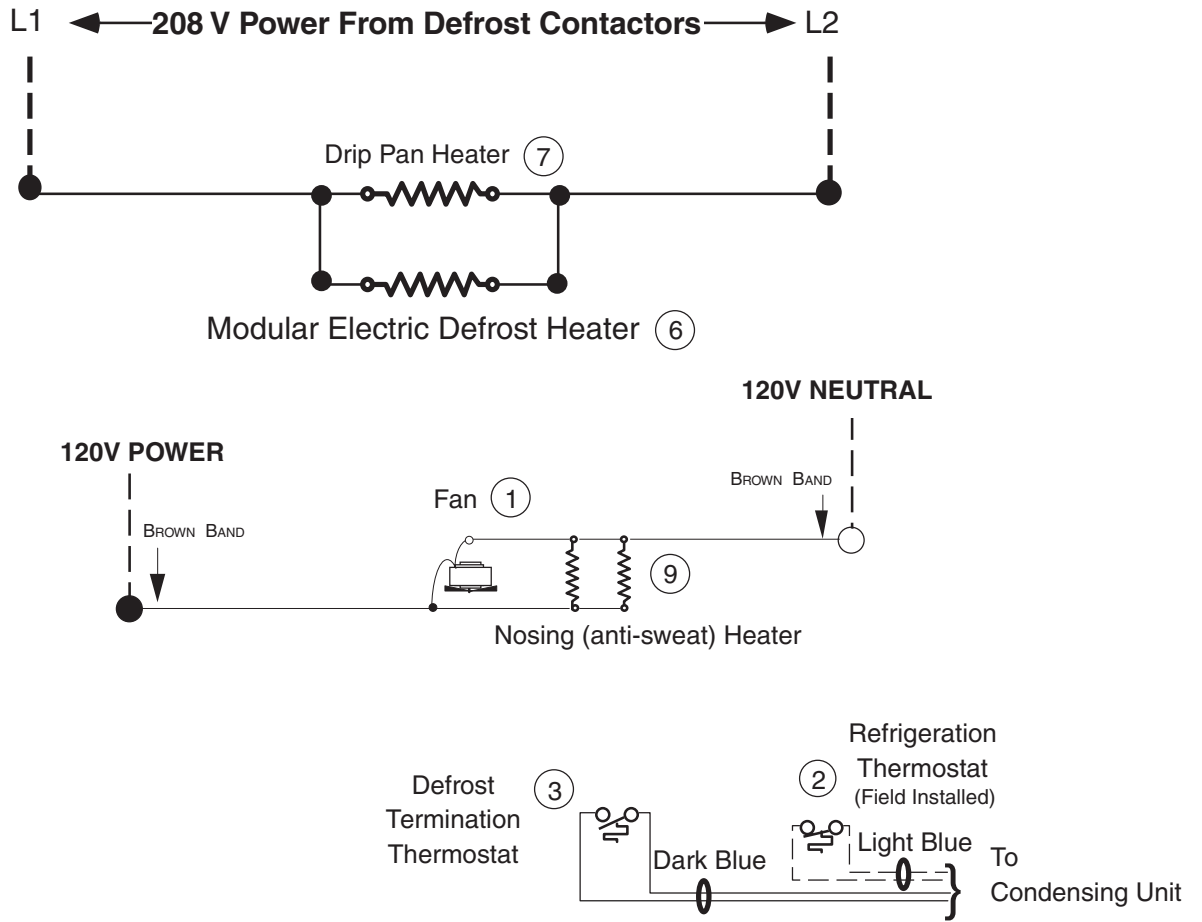 L1 208 V Power From Defrost Contactors L2
Drip Pan Heater 7
Modular Electric Defrost Heater 6
120V NEUTRAL
120V POWER
BROWN BAND
Fan 1
BROWN BAND
9
Nosing (anti-sweat) Heater
Refrigeration
Thermostat
(Field Installed)
2
Defrost
Termination
Thermostat
3
Light Blue
Dark Blue
To
Condensing Unit